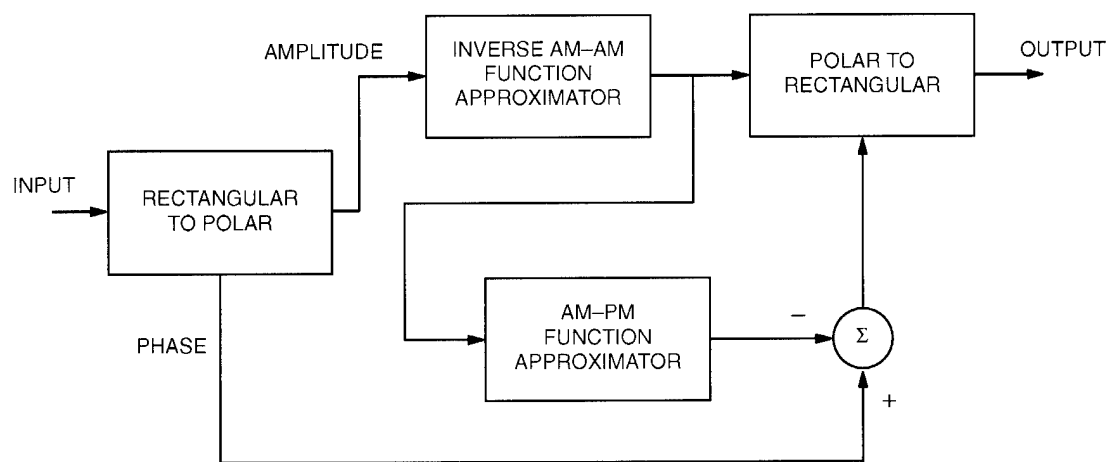 AMPLITUDE
INVERSE AM–AM
FUNCTION
APPROXIMATOR
POLAR TO
RECTANGULAR
OUTPUT
INPUT
RECTANGULAR
TO POLAR
PHASE
AM–PM
FUNCTION
APPROXIMATOR
–
Σ
+